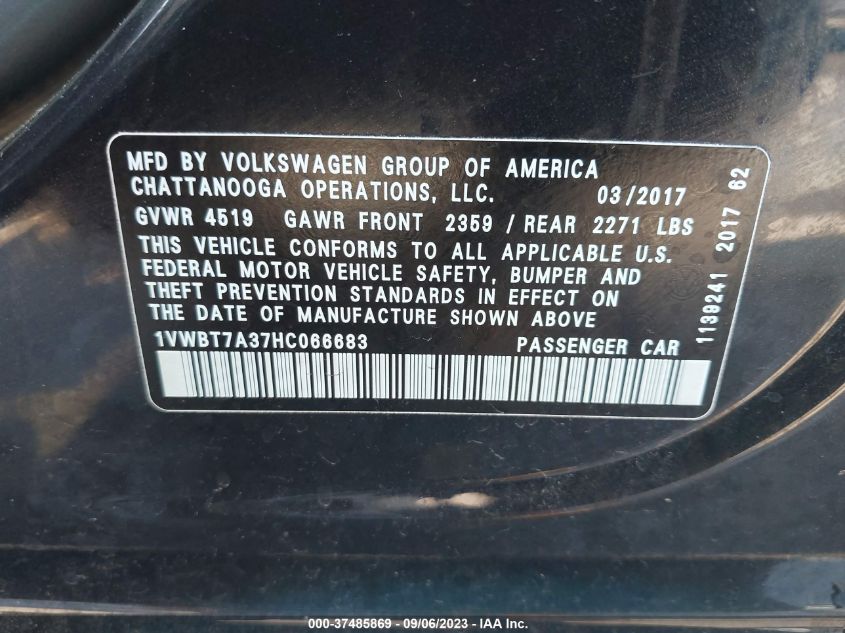 MFD BY VOLKSWAGEN GROUP OF AMERICA
CHATTANOOGA OPERATIONS, LLC. 03/2017
GVWR 4519 GAWR FRONT 2359 / REAR 2271 LBS
THIS VEHICLE CONFORMS TO ALL APPLICABLE U.S.
FEDERAL MOTOR VEHICLE SAFETY, BUMPER AND
THEFT PREVENTION STANDARDS IN EFFECT ON
THE DATE OF MANUFACTURE SHOWN ABOVE
1VWBT7A37HC066683 PASSENGER CAR
1139241 2017 62
000-37485869 - 09/06/2023 - IAA Inc.